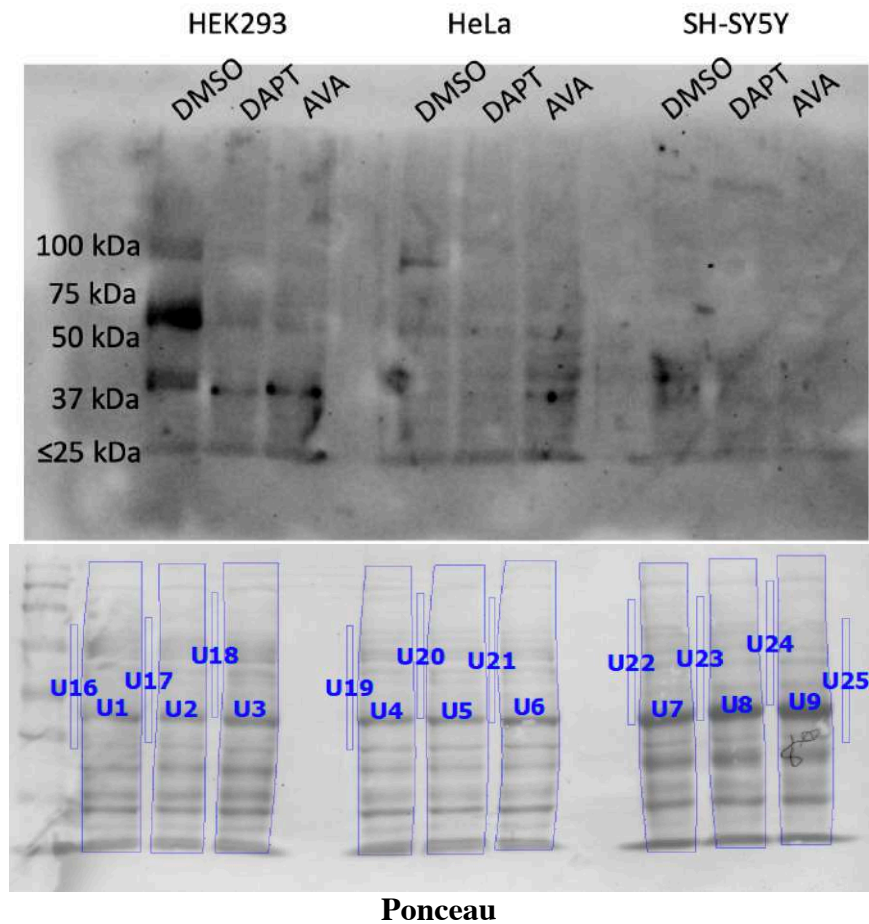 HEK293 HeLa SH-SY5Y
DMSO DAPT AVA DMSO DAPT AVA DMSO DAPT AVA
100 kDa
75 kDa
50 kDa
37 kDa
≤25 kDa
U16 U1 U17 U2 U18 U3 U19 U4 U20 U5 U21 U6 U22 U7 U23 U8 U24 U9 U25
Ponceau